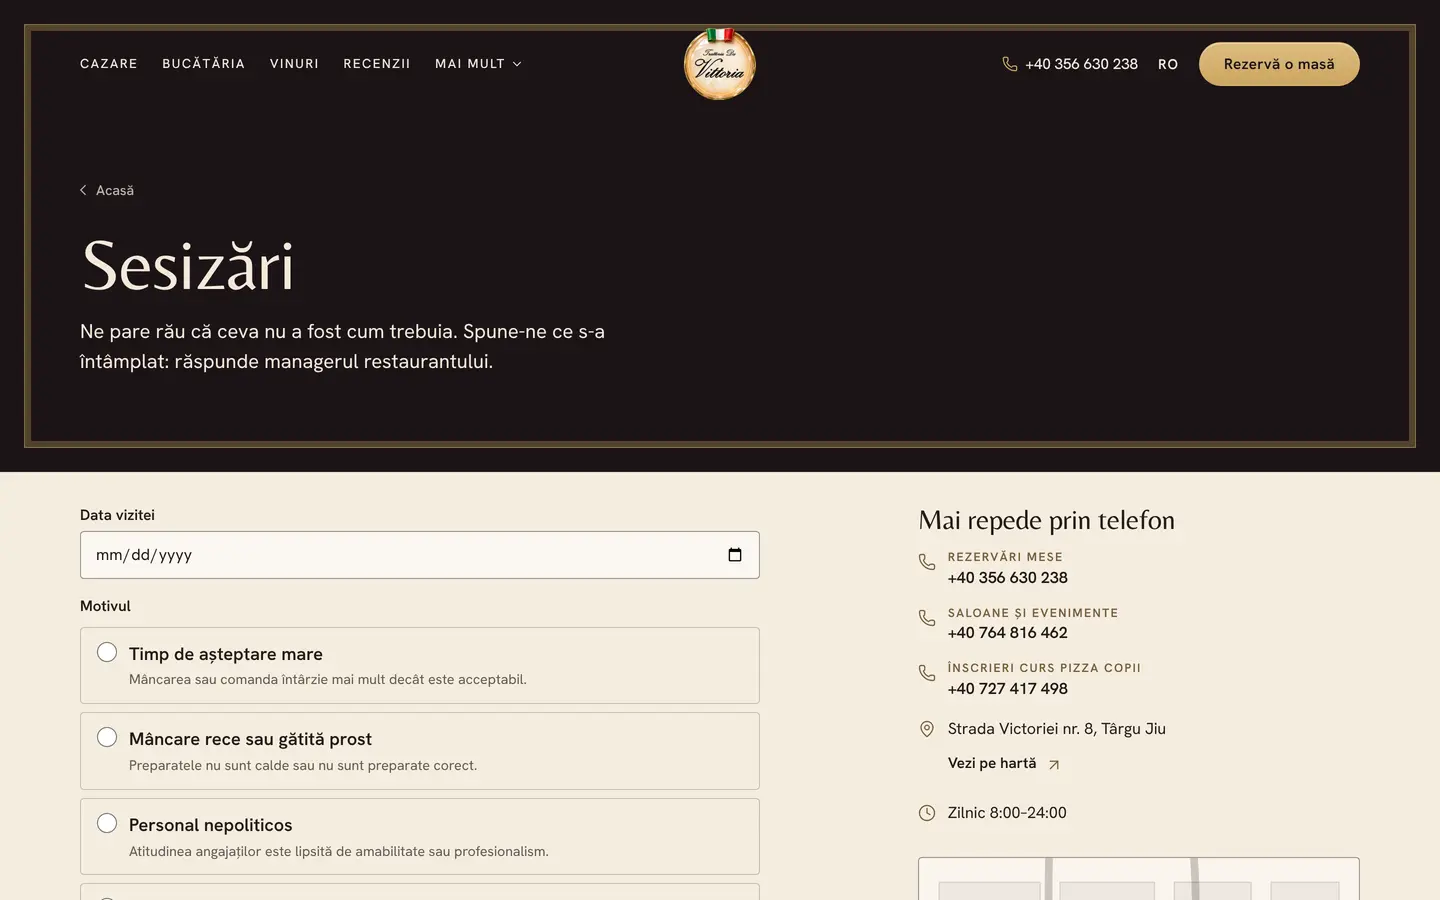 CAZARE
BUCĂTĂRIA
VINURI
RECENZII
MAI MULT
Trattoria Da
Vittoria
+40 356 630 238
RO
Rezervă o masă
Acasă
Sesizări
Ne pare rău că ceva nu a fost cum trebuia. Spune-ne ce s-a
întâmplat: răspunde managerul restaurantului.
Data vizitei
mm/dd/yyyy
Motivul
Timp de așteptare mare
Mâncarea sau comanda întârzie mai mult decât este acceptabil.
Mâncare rece sau gătită prost
Preparatele nu sunt calde sau nu sunt preparate corect.
Personal nepoliticos
Atitudinea angajaților este lipsită de amabilitate sau profesionalism.
Mai repede prin telefon
REZERVĂRI MESE
+40 356 630 238
SALOANE ȘI EVENIMENTE
+40 764 816 462
ÎNSCRIERI CURS PIZZA COPII
+40 727 417 498
Strada Victoriei nr. 8, Târgu Jiu
Vezi pe hartă
Zilnic 8:00–24:00